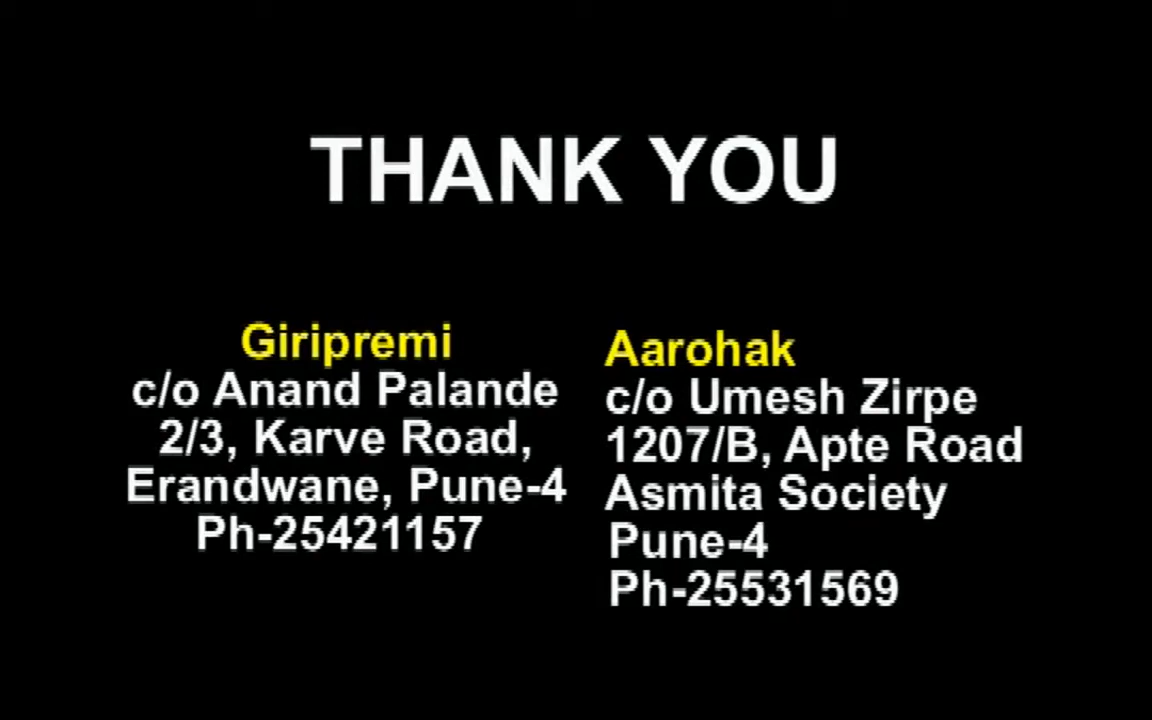 THANK YOU
Giripremi
c/o Anand Palande
2/3, Karve Road,
Erandwane, Pune-4
Ph-25421157
Aarohak
c/o Umesh Zirpe
1207/B, Apte Road
Asmita Society
Pune-4
Ph-25531569